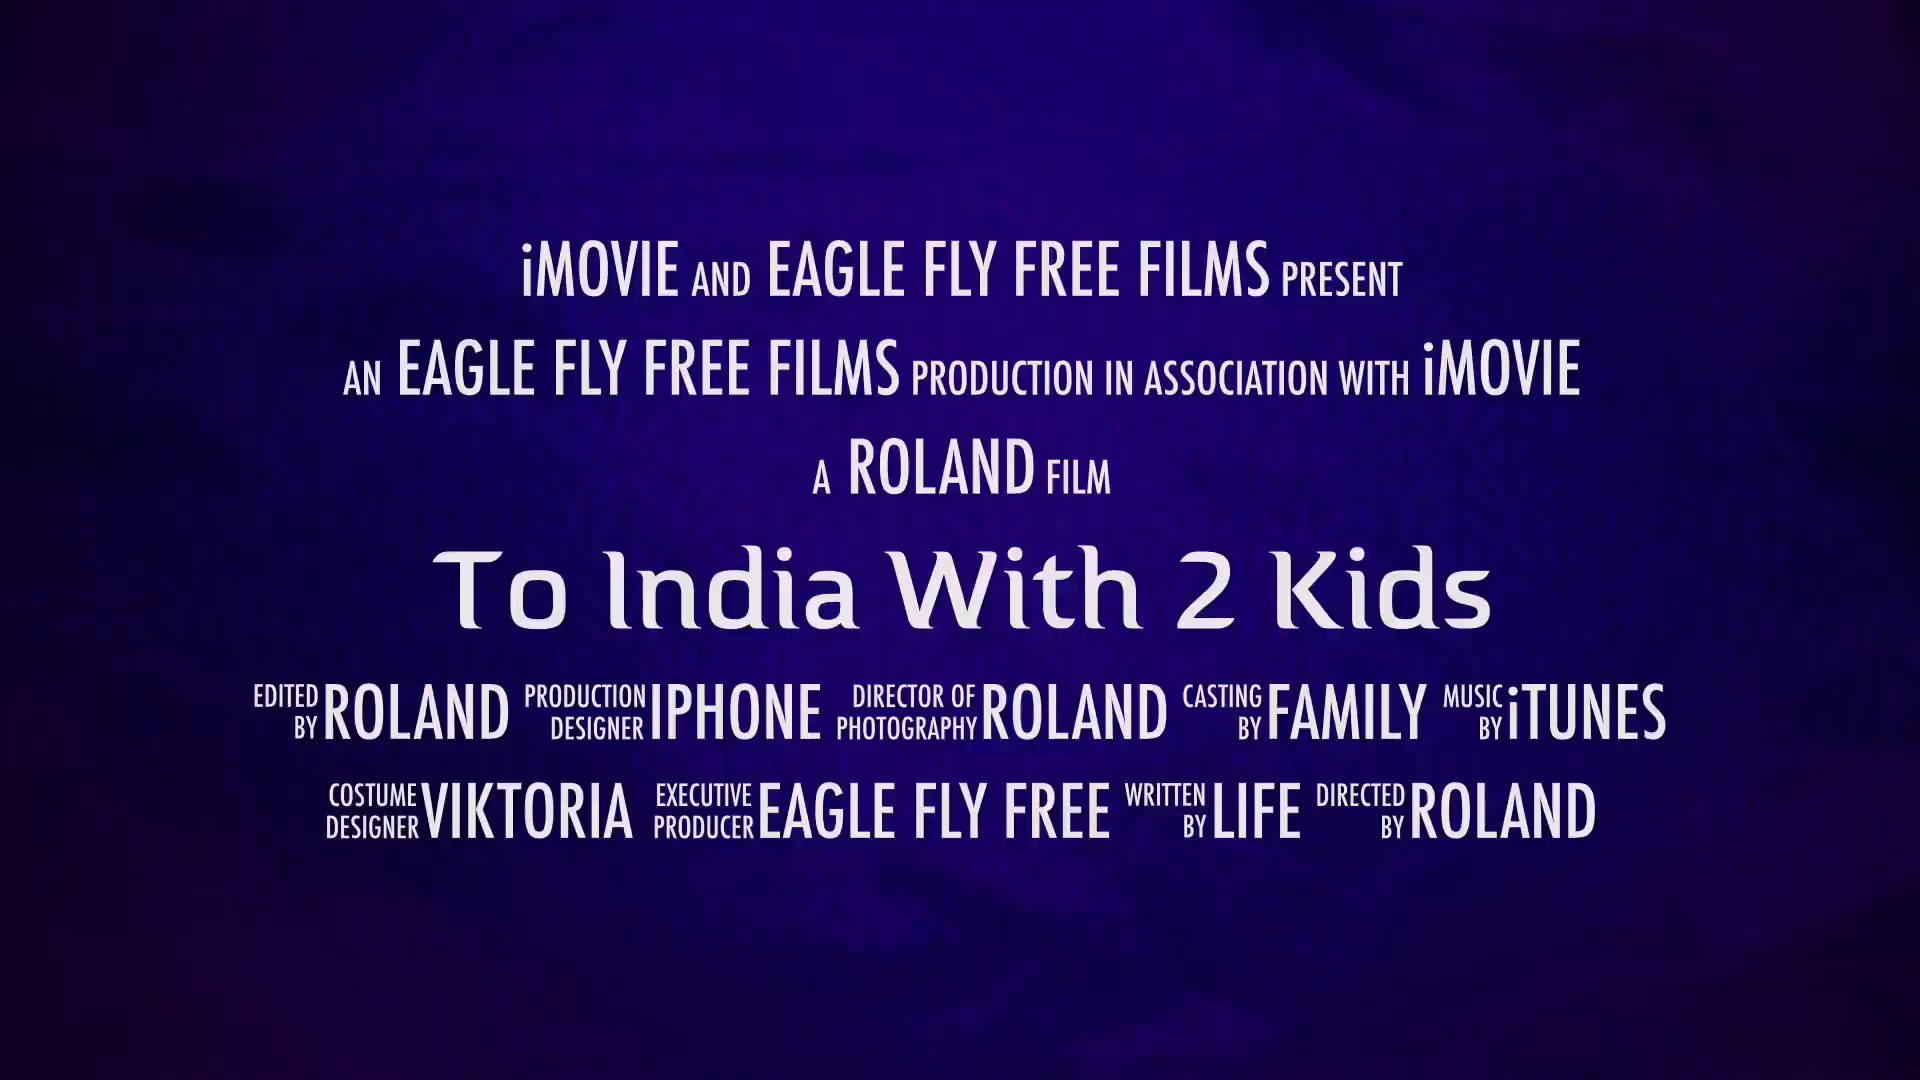 iMOVIE AND EAGLE FLY FREE FILMS PRESENT
AN EAGLE FLY FREE FILMS PRODUCTION IN ASSOCIATION WITH iMOVIE
A ROLAND FILM
To India With 2 Kids
EDITED BY ROLAND PRODUCTION DESIGNER IPHONE DIRECTOR OF PHOTOGRAPHY ROLAND CASTING BY FAMILY MUSIC BY iTUNES
COSTUME DESIGNER VIKTORIA EXECUTIVE PRODUCER EAGLE FLY FREE WRITTEN BY LIFE DIRECTED BY ROLAND